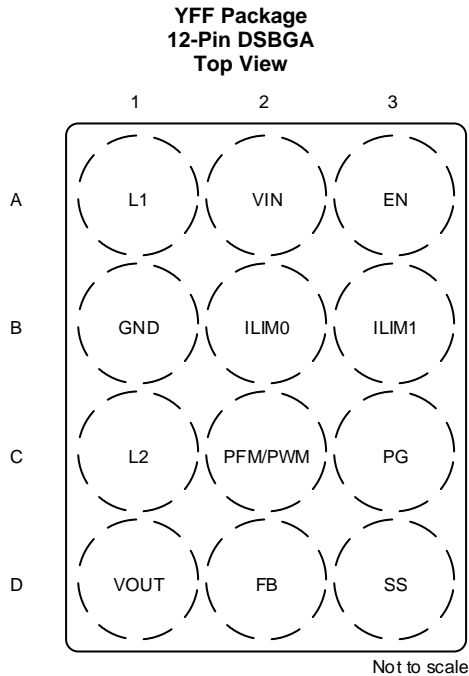 YFF Package
12-Pin DSBGA
Top View
1 2 3
A L1 VIN EN
B GND ILIM0 ILIM1
C L2 PFM/PWM PG
D VOUT FB SS
Not to scale